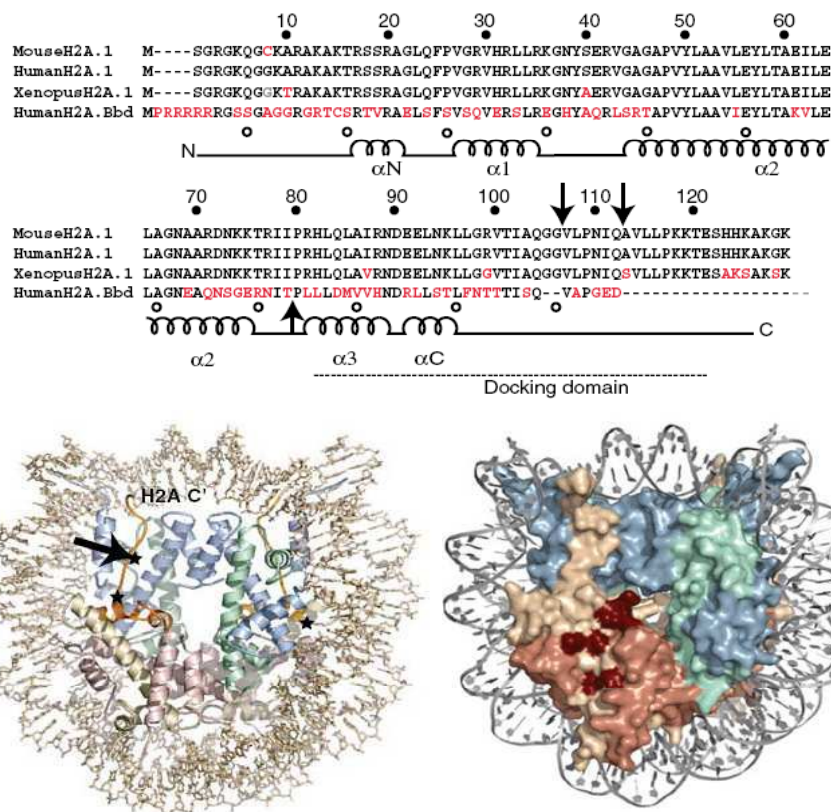 10 20 30 40 50 60
MouseH2A.1 M----SGRGKQGCKARAKAKTRSSRAGLQFPVGRVHRLLRKGNYSERVGAGAPVYLAAVLEYLTAEILE
HumanH2A.1 M----SGRGKQGGKARAKAKTRSSRAGLQFPVGRVHRLLRKGNYSERVGAGAPVYLAAVLEYLTAEILE
XenopusH2A.1 M----SGRGKQGGKTRAKAKTRSSRAGLQFPVGRVHRLLRKGNYAERVGAGAPVYLAAVLEYLTAEILE
HumanH2A.Bbd MPRRRRRRGSSGAGGRGRTCSRTVRAELSFSVSQVERSLREGHYAQRLSRTAPVYLAAVIEYLTAKVLE
N
αN α1 α2
70 80 90 100 110 120
MouseH2A.1 LAGNAARDNKKTRIIPRHLQLAIRNDEELNKLLGRVTIAQGGVLPNIQAVLLPKKTESHHKAKGK
HumanH2A.1 LAGNAARDNKKTRIIPRHLQLAIRNDEELNKLLGRVTIAQGGVLPNIQAVLLPKKTESHHKAKGK
XenopusH2A.1 LAGNAARDNKKTRIIPRHLQLAVRNDEELNKLLGGVTIAQGGVLPNIQSVLLPKKTESAKSAKSK
HumanH2A.Bbd LAGNEAQNSGERNITPLLLDMVVHNDRLLSTLFNTTTISQ--VAPGED-----------------
C
α2 α3 αC
Docking domain
H2A C'